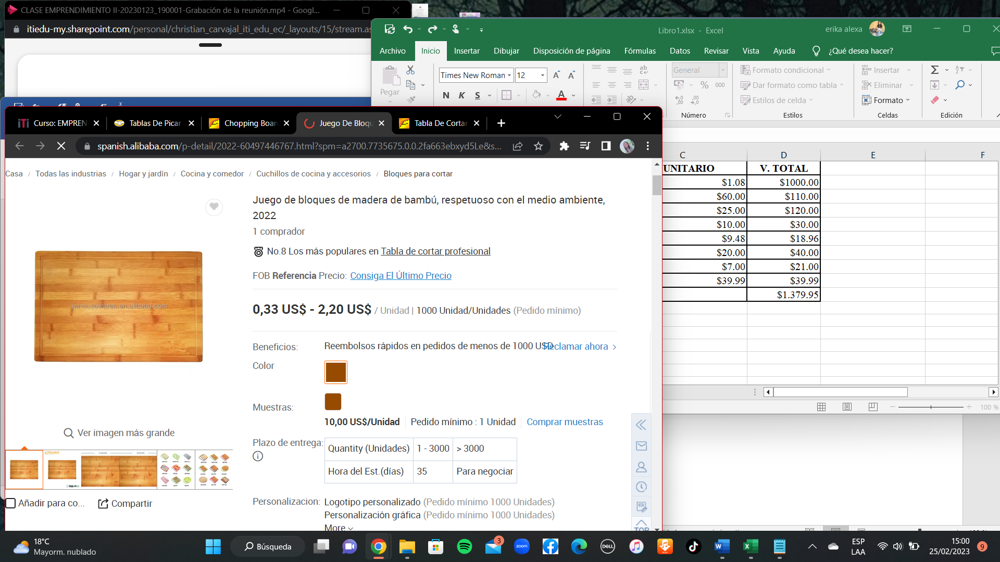 CLASE EMPRENDIMIENTO II-20230123_190001-Grabación de la reunión.mp4 - Googl...
itiedu-my.sharepoint.com/personal/christian_carvajal_iti_edu_ec/_layouts/15/stream.as
Libro1.xlsx - Excel
erika alexa
Archivo Inicio Insertar Dibujar Disposición de página Fórmulas Datos Revisar Vista Ayuda ¿Qué desea hacer?
Pegar
Times New Roman 12
N K S
General
% 000
Número
Formato condicional
Dar formato como tabla
Estilos de celda
Estilos
Insertar
Eliminar
Formato
Celdas
Edición
iTi Curso: EMPREN
Tablas De Picar
Chopping Boar
Juego De Bloqu
Tabla De Cortar
spanish.alibaba.com/p-detail/2022-60497446767.html?spm=a2700.7735675.0.0.2fa663ebxyd5Le&s...
Casa / Todas las industrias / Hogar y jardín / Cocina y comedor / Cuchillos de cocina y accesorios / Bloques para cortar
Juego de bloques de madera de bambú, respetuoso con el medio ambiente,
2022
1 comprador
No.8 Los más populares en Tabla de cortar profesional
FOB Referencia Precio: Consiga El Último Precio
0,33 US$ - 2,20 US$ / Unidad | 1000 Unidad/Unidades (Pedido mínimo)
Beneficios: Reembolsos rápidos en pedidos de menos de 1000 USD Reclamar ahora >
Color
Muestras:
10,00 US$/Unidad Pedido mínimo : 1 Unidad Comprar muestras
Plazo de entrega:
Quantity (Unidades) 1 - 3000 > 3000
Hora del Est.(días) 35 Para negociar
Personalizacion: Logotipo personalizado (Pedido mínimo 1000 Unidades)
Personalización gráfica (Pedido mínimo 1000 Unidades)
More
TOP
jwhousewares.en.alibaba.com
Ver imagen más grande
Añadir para co...
Compartir
C D E F
UNITARIO V. TOTAL
$1.08 $1000.00
$60.00 $110.00
$25.00 $120.00
$10.00 $30.00
$9.48 $18.96
$20.00 $40.00
$7.00 $21.00
$39.99 $39.99
$1.379.95
100 %
18°C
Mayorm. nublado
Búsqueda
3
zoom
DELL
ESP
LAA
15:00
25/02/2023
9